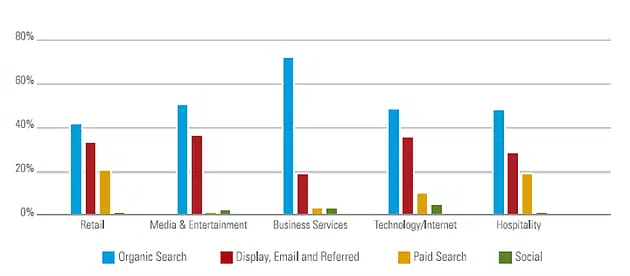 80%
60%
40%
20%
0%
Retail Media & Entertainment Business Services Technology/Internet Hospitality
Organic Search Display, Email and Referred Paid Search Social